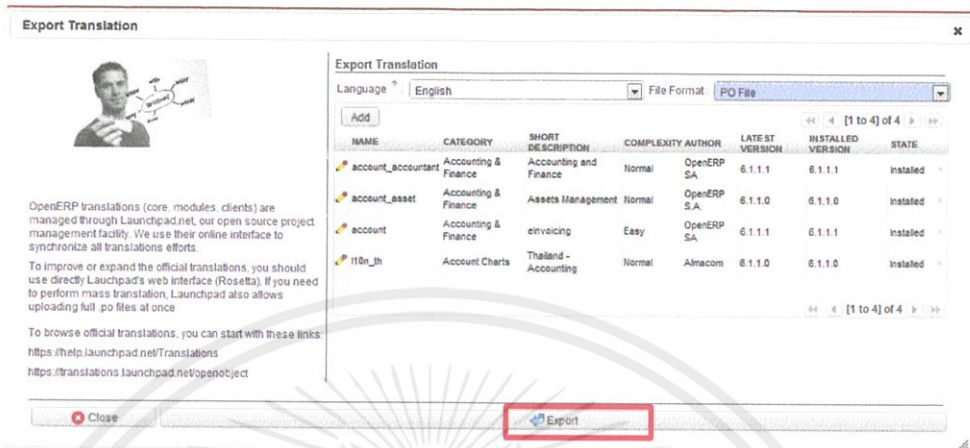 Export Translation
Export Translation
Language ? : English File Format : PO File
Add [1 to 4] of 4
NAME CATEGORY SHORT DESCRIPTION COMPLEXITY AUTHOR LATEST VERSION INSTALLED VERSION STATE
account_accountant Accounting & Finance Accounting and Finance Normal OpenERP SA 6.1.1.1 6.1.1.1 Installed
account_asset Accounting & Finance Assets Management Normal OpenERP S.A. 6.1.1.0 6.1.1.0 Installed
account Accounting & Finance eInvoicing Easy OpenERP SA 6.1.1.1 6.1.1.1 Installed
l10n_th Account Charts Thailand - Accounting Normal Almacom 6.1.1.0 6.1.1.0 Installed
[1 to 4] of 4
OpenERP translations (core, modules, clients) are
managed through Launchpad.net, our open source project
management facility. We use their online interface to
synchronize all translations efforts.
To improve or expand the official translations, you should
use directly Lauchpad's web interface (Rosetta). If you need
to perform mass translation, Launchpad also allows
uploading full .po files at once
To browse official translations, you can start with these links:
https://help.launchpad.net/Translations
https://translations.launchpad.net/openobject
Close Export